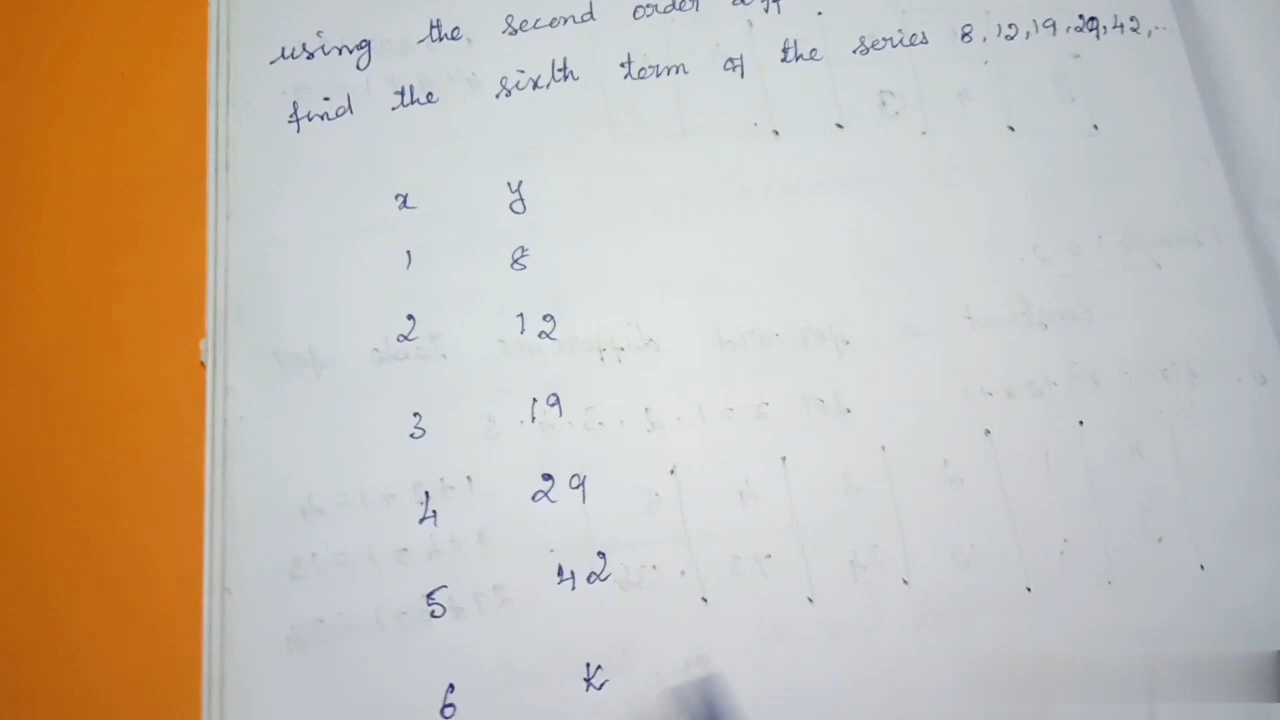 using the second order
find the sixth term of the series 8, 12, 19, 29, 42, ..
x y
1 8
2 12
3 19
4 29
5 42
6 K